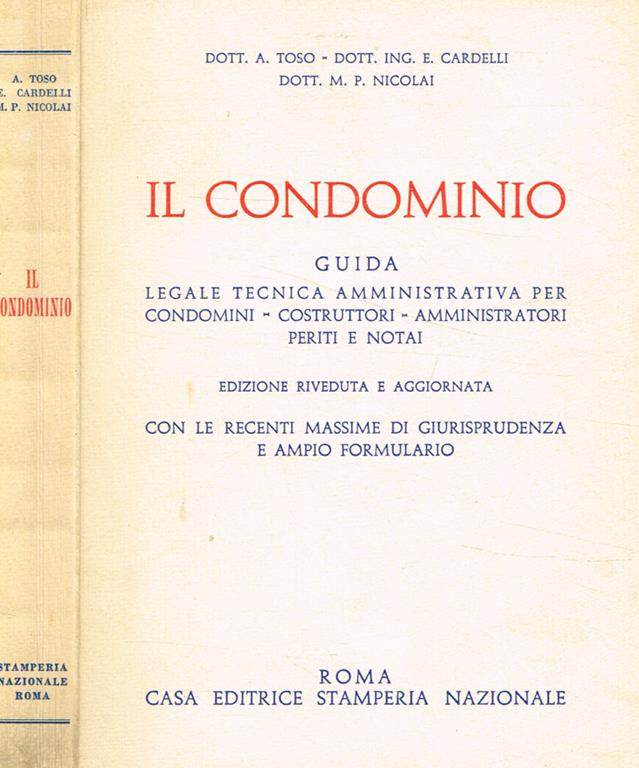 A. TOSO
E. CARDELLI
M. P. NICOLAI
IL
CONDOMINIO
STAMPERIA
NAZIONALE
ROMA
DOTT. A. TOSO - DOTT. ING. E. CARDELLI
DOTT. M. P. NICOLAI
IL CONDOMINIO
GUIDA
LEGALE TECNICA AMMINISTRATIVA PER
CONDOMINI - COSTRUTTORI - AMMINISTRATORI
PERITI E NOTAI
EDIZIONE RIVEDUTA E AGGIORNATA
CON LE RECENTI MASSIME DI GIURISPRUDENZA
E AMPIO FORMULARIO
ROMA
CASA EDITRICE STAMPERIA NAZIONALE